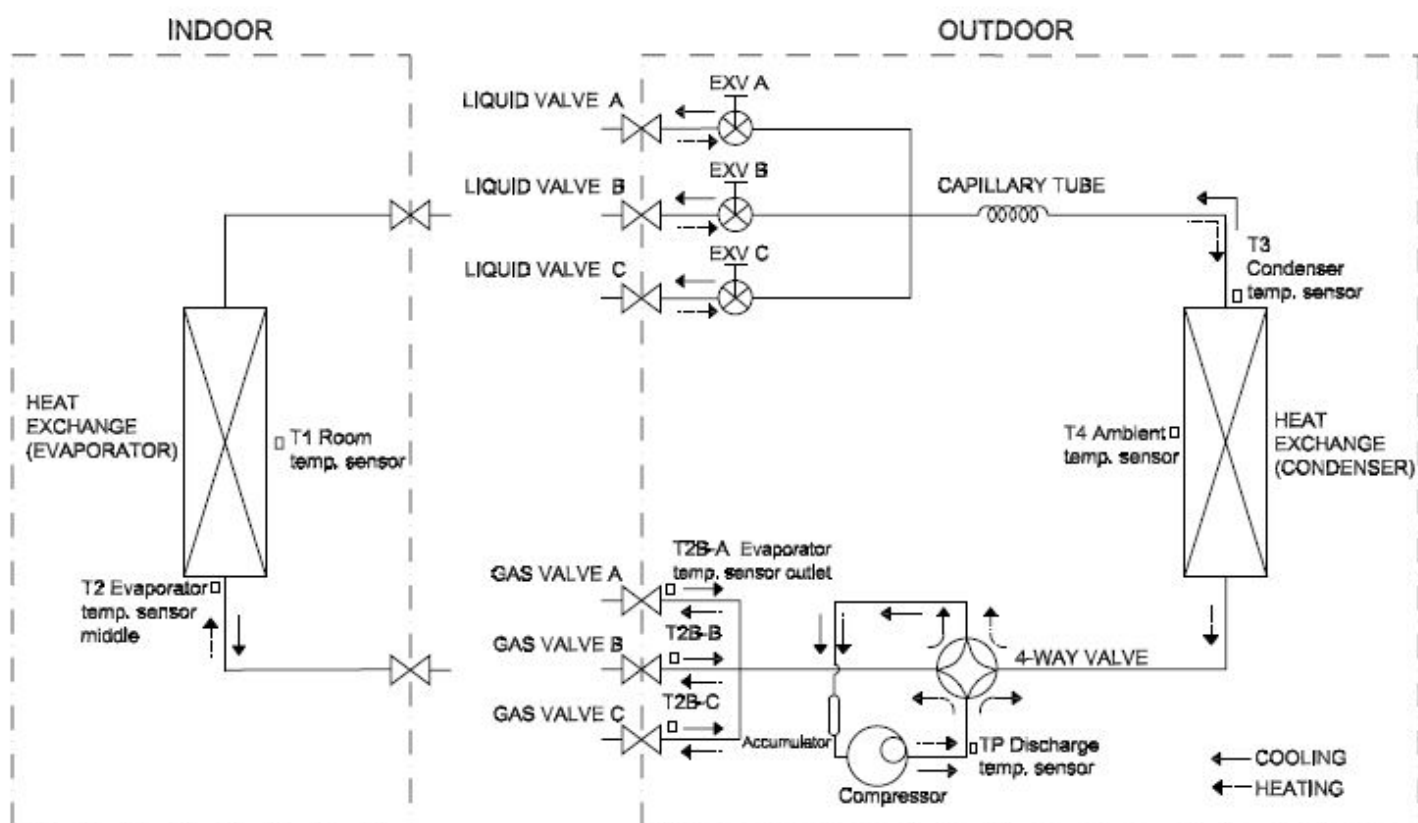 INDOOR
OUTDOOR
LIQUID VALVE A
EXV A
LIQUID VALVE B
EXV B
CAPILLARY TUBE
LIQUID VALVE C
EXV C
T3
Condenser
temp. sensor
HEAT
EXCHANGE
(EVAPORATOR)
T1 Room
temp. sensor
T4 Ambient
temp. sensor
HEAT
EXCHANGE
(CONDENSER)
T2 Evaporator
temp. sensor
middle
GAS VALVE A
T2B-A Evaporator
temp. sensor outlet
GAS VALVE B
T2B-B
4-WAY VALVE
GAS VALVE C
T2B-C
Accumulator
Compressor
TP Discharge
temp. sensor
COOLING
HEATING